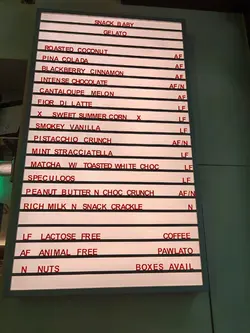 SNACK BABY
GELATO
ROASTED COCONUT AF
PINA COLADA AF
BLACKBERRY CINNAMON AF
INTENSE CHOCOLATE AF/N
CANTALOUPE MELON AF
FIOR DI LATTE LF
X SWEET SUMMER CORN X LF
SMOKEY VANILLA LF
PISTACCHIO CRUNCH AF/N
MINT STRACCIATELLA LF
MATCHA W/ TOASTED WHITE CHOC LF
SPECULOOS LF
PEANUT BUTTER N CHOC CRUNCH AF/N
RICH MILK N SNACK CRACKLE N
LF LACTOSE FREE COFFEE
AF ANIMAL FREE PAWLATO
N NUTS BOXES AVAIL